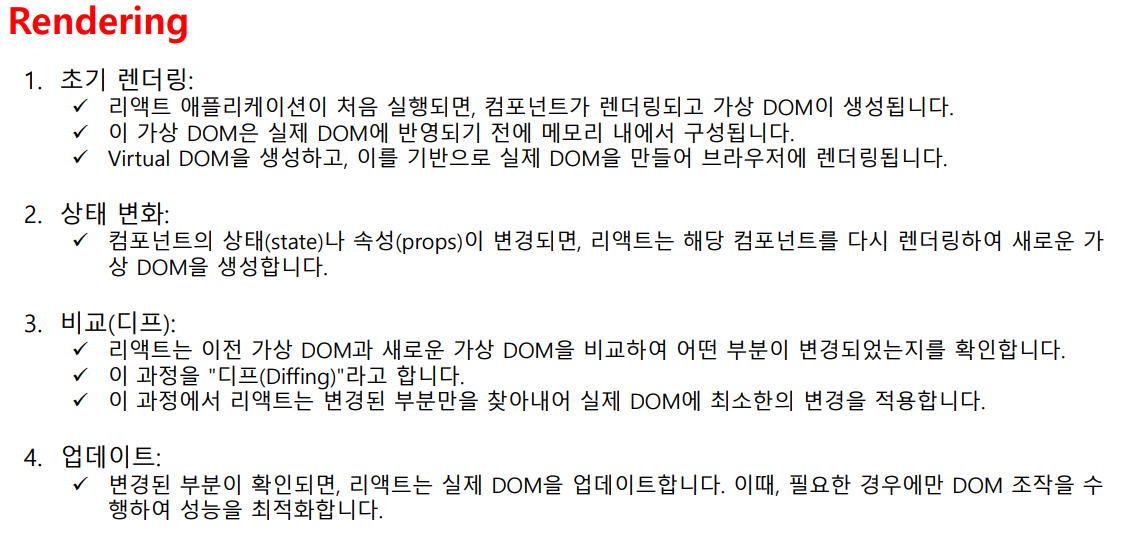 Rendering
1. 초기 렌더링:
✓ 리액트 애플리케이션이 처음 실행되면, 컴포넌트가 렌더링되고 가상 DOM이 생성됩니다.
✓ 이 가상 DOM은 실제 DOM에 반영되기 전에 메모리 내에서 구성됩니다.
✓ Virtual DOM을 생성하고, 이를 기반으로 실제 DOM을 만들어 브라우저에 렌더링됩니다.
2. 상태 변화:
✓ 컴포넌트의 상태(state)나 속성(props)이 변경되면, 리액트는 해당 컴포넌트를 다시 렌더링하여 새로운 가
상 DOM을 생성합니다.
3. 비교(디프):
✓ 리액트는 이전 가상 DOM과 새로운 가상 DOM을 비교하여 어떤 부분이 변경되었는지를 확인합니다.
✓ 이 과정을 "디프(Diffing)"라고 합니다.
✓ 이 과정에서 리액트는 변경된 부분만을 찾아내어 실제 DOM에 최소한의 변경을 적용합니다.
4. 업데이트:
✓ 변경된 부분이 확인되면, 리액트는 실제 DOM을 업데이트합니다. 이때, 필요한 경우에만 DOM 조작을 수
행하여 성능을 최적화합니다.